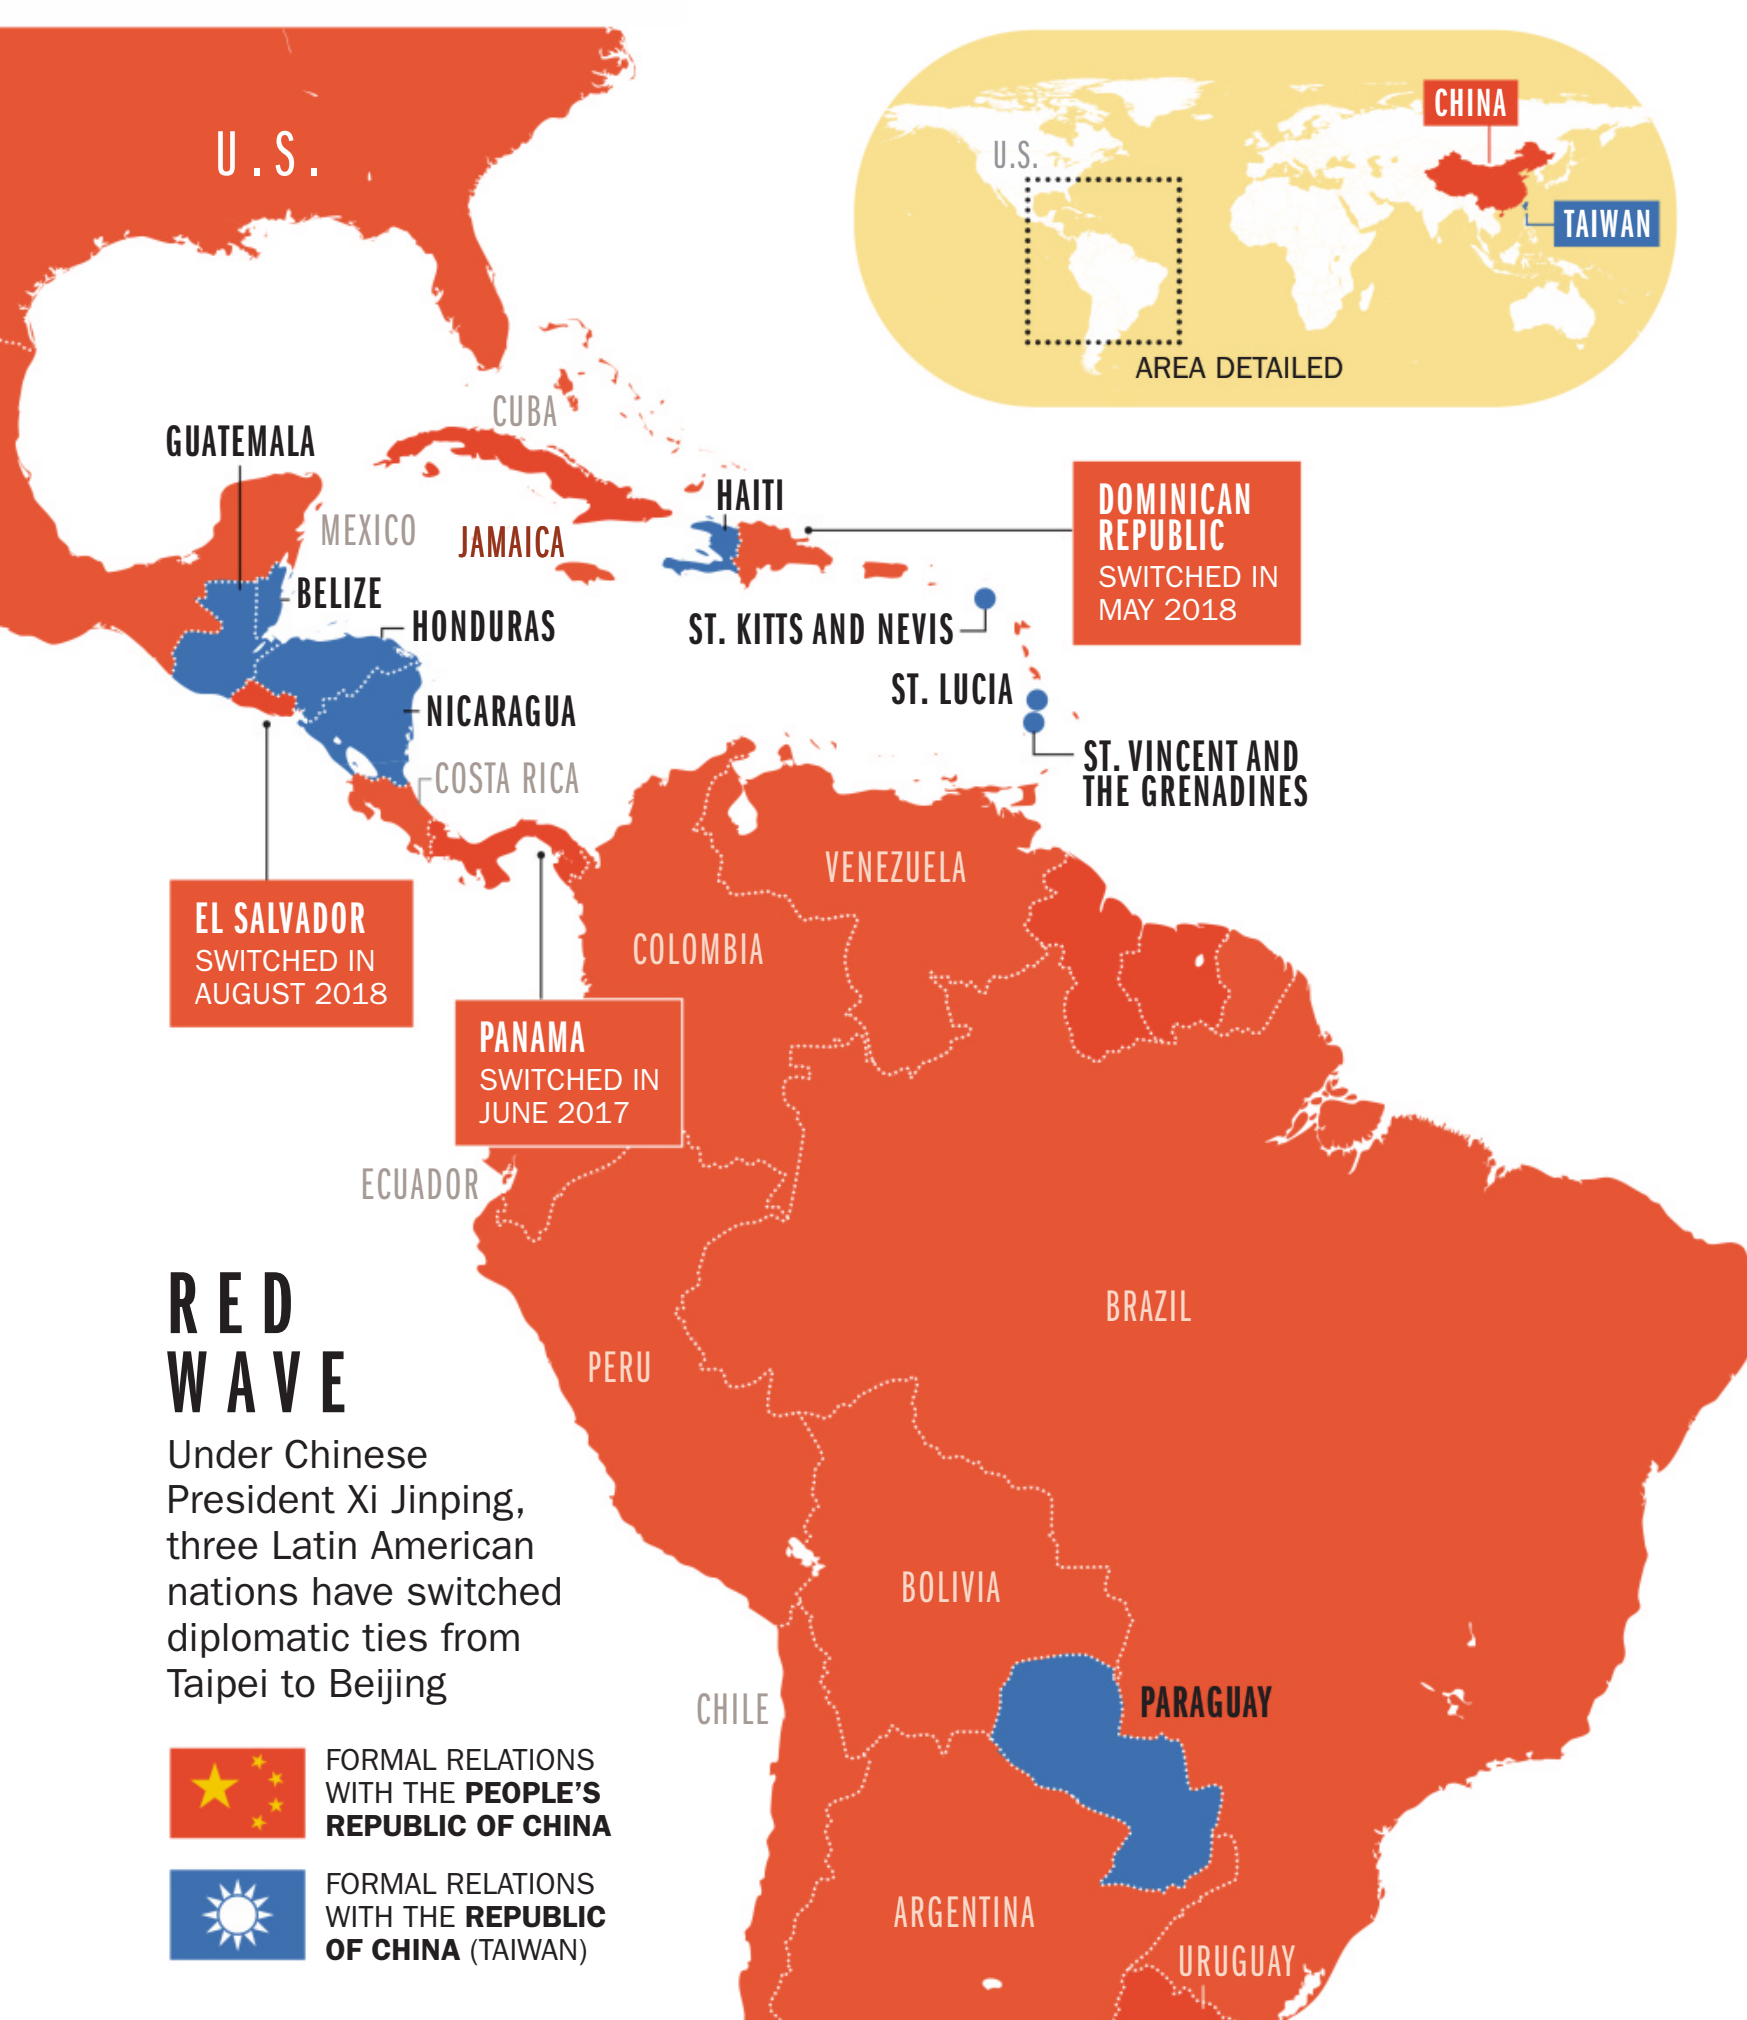 U.S.
CHINA
U.S.
TAIWAN
AREA DETAILED
CUBA
GUATEMALA
HAITI
MEXICO
JAMAICA
DOMINICAN
REPUBLIC
SWITCHED IN
MAY 2018
BELIZE
HONDURAS
ST. KITTS AND NEVIS
ST. LUCIA
NICARAGUA
ST. VINCENT AND
THE GRENADINES
COSTA RICA
VENEZUELA
COLOMBIA
EL SALVADOR
SWITCHED IN
AUGUST 2018
PANAMA
SWITCHED IN
JUNE 2017
ECUADOR
BRAZIL
PERU
RED
WAVE
Under Chinese
President Xi Jinping,
three Latin American
nations have switched
diplomatic ties from
Taipei to Beijing
BOLIVIA
CHILE
PARAGUAY
FORMAL RELATIONS
WITH THE PEOPLE'S
REPUBLIC OF CHINA
FORMAL RELATIONS
WITH THE REPUBLIC
OF CHINA (TAIWAN)
ARGENTINA
URUGUAY